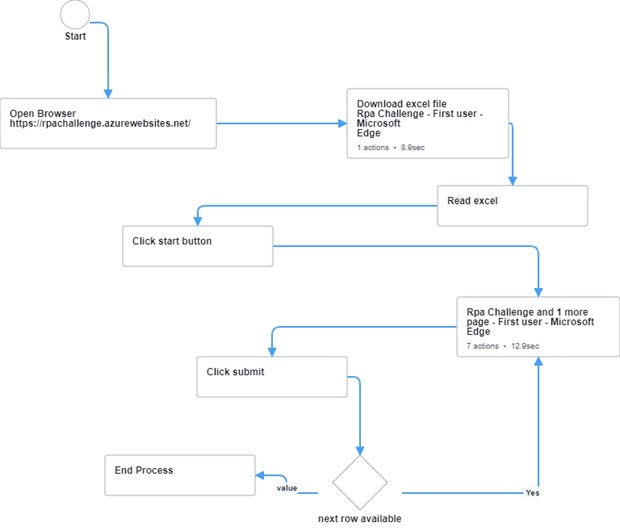 Start
Open Browser
https://rpachallenge.azurewebsites.net/
Download excel file
Rpa Challenge - First user -
Microsoft
Edge
1 actions • 8.9sec
Read excel
Click start button
Rpa Challenge and 1 more
page - First user - Microsoft
Edge
7 actions • 12.9sec
Click submit
End Process
value
Yes
next row available